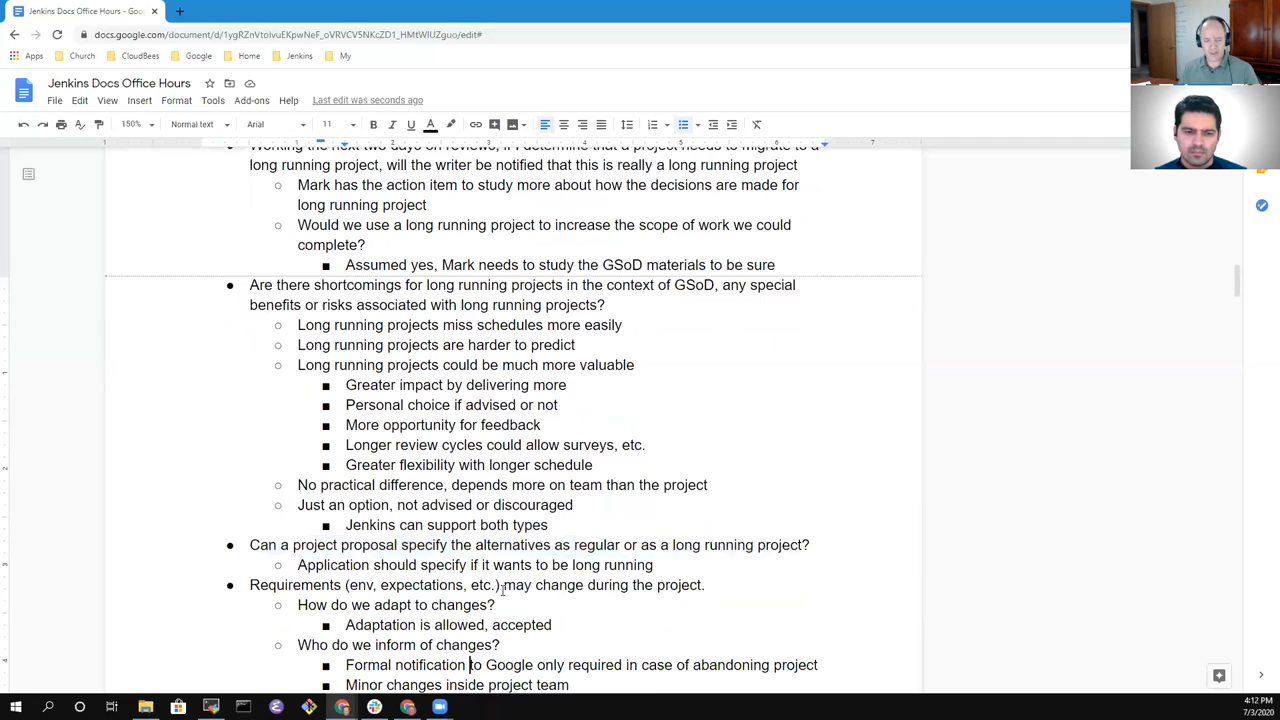 Jenkins Docs Office Hours - Goo
docs.google.com/document/d/1ygRZnVtoIvuEKpwNeF_oVRVCV5NKcZD1_HMtWlUZguo/edit#
Apps Church CloudBees Google Home Jenkins My
Jenkins Docs Office Hours
File Edit View Insert Format Tools Add-ons Help Last edit was seconds ago
150% Normal text Arial 11
1 1 2 3 4 5 6 7
long running project, will the writer be notified that this is really a long running project
Mark has the action item to study more about how the decisions are made for
long running project
Would we use a long running project to increase the scope of work we could
complete?
Assumed yes, Mark needs to study the GSoD materials to be sure
Are there shortcomings for long running projects in the context of GSoD, any special
benefits or risks associated with long running projects?
Long running projects miss schedules more easily
Long running projects are harder to predict
Long running projects could be much more valuable
Greater impact by delivering more
Personal choice if advised or not
More opportunity for feedback
Longer review cycles could allow surveys, etc.
Greater flexibility with longer schedule
No practical difference, depends more on team than the project
Just an option, not advised or discouraged
Jenkins can support both types
Can a project proposal specify the alternatives as regular or as a long running project?
Application should specify if it wants to be long running
Requirements (env, expectations, etc.) may change during the project.
How do we adapt to changes?
Adaptation is allowed, accepted
Who do we inform of changes?
Formal notification to Google only required in case of abandoning project
Minor changes inside project team
4:12 PM
7/3/2020